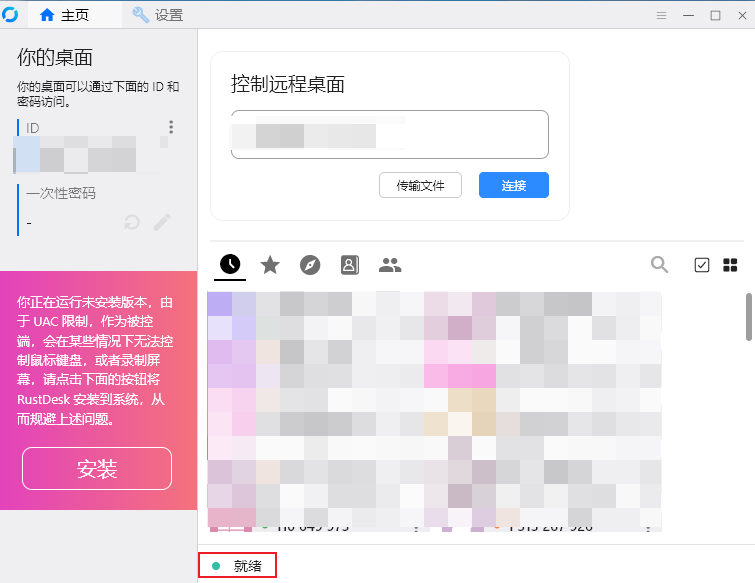 主页
设置
你的桌面
你的桌面可以通过下面的 ID 和
密码访问。
ID
一次性密码
-
你正在运行未安装版本，由
于 UAC 限制，作为被控
端，会在某些情况下无法控
制鼠标键盘，或者录制屏
幕，请点击下面的按钮将
RustDesk 安装到系统，从
而规避上述问题。
安装
控制远程桌面
传输文件
连接
就绪